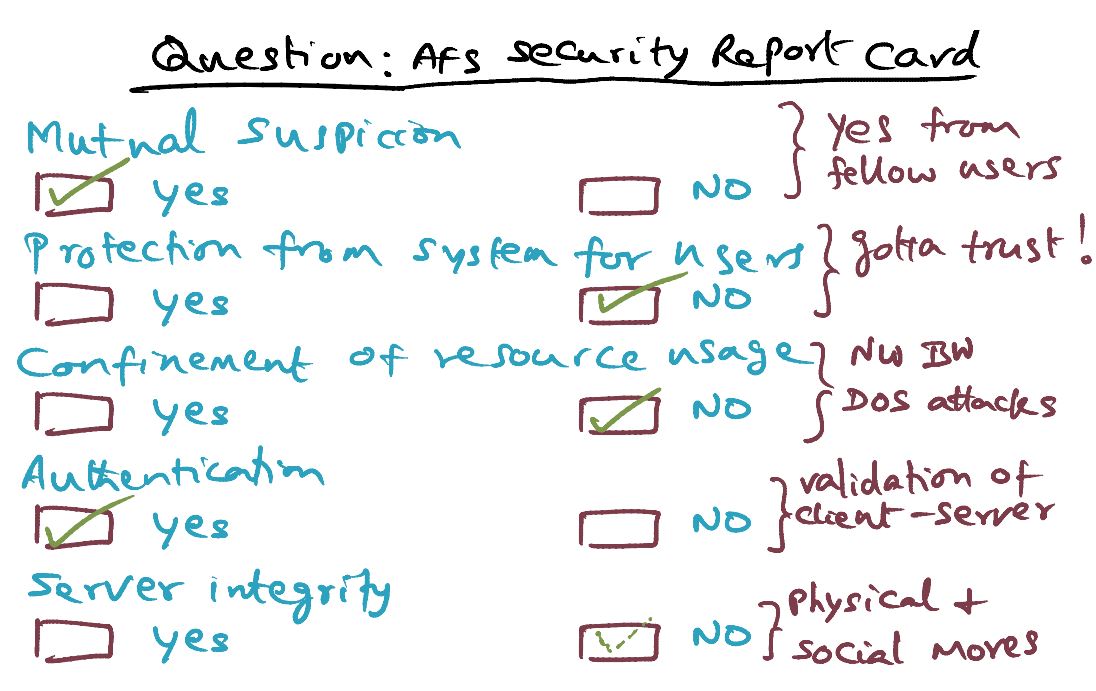 Question: AFS Security Report Card
Mutual suspicion
Yes NO
Yes from
fellow users
Protection from system for users
Yes NO
gotta trust!
Confinement of resource usage
Yes NO
NW BW
DOS attacks
Authentication
Yes NO
validation of
client-server
Server integrity
Yes NO
physical +
social mores